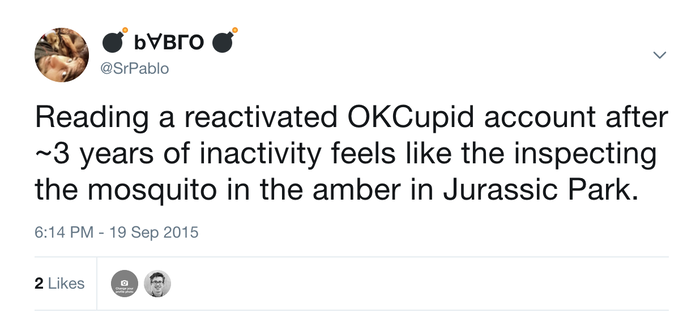 💣 b∀BГO 💣
@SrPablo
Reading a reactivated OKCupid account after
~3 years of inactivity feels like the inspecting
the mosquito in the amber in Jurassic Park.
6:14 PM - 19 Sep 2015
2 Likes